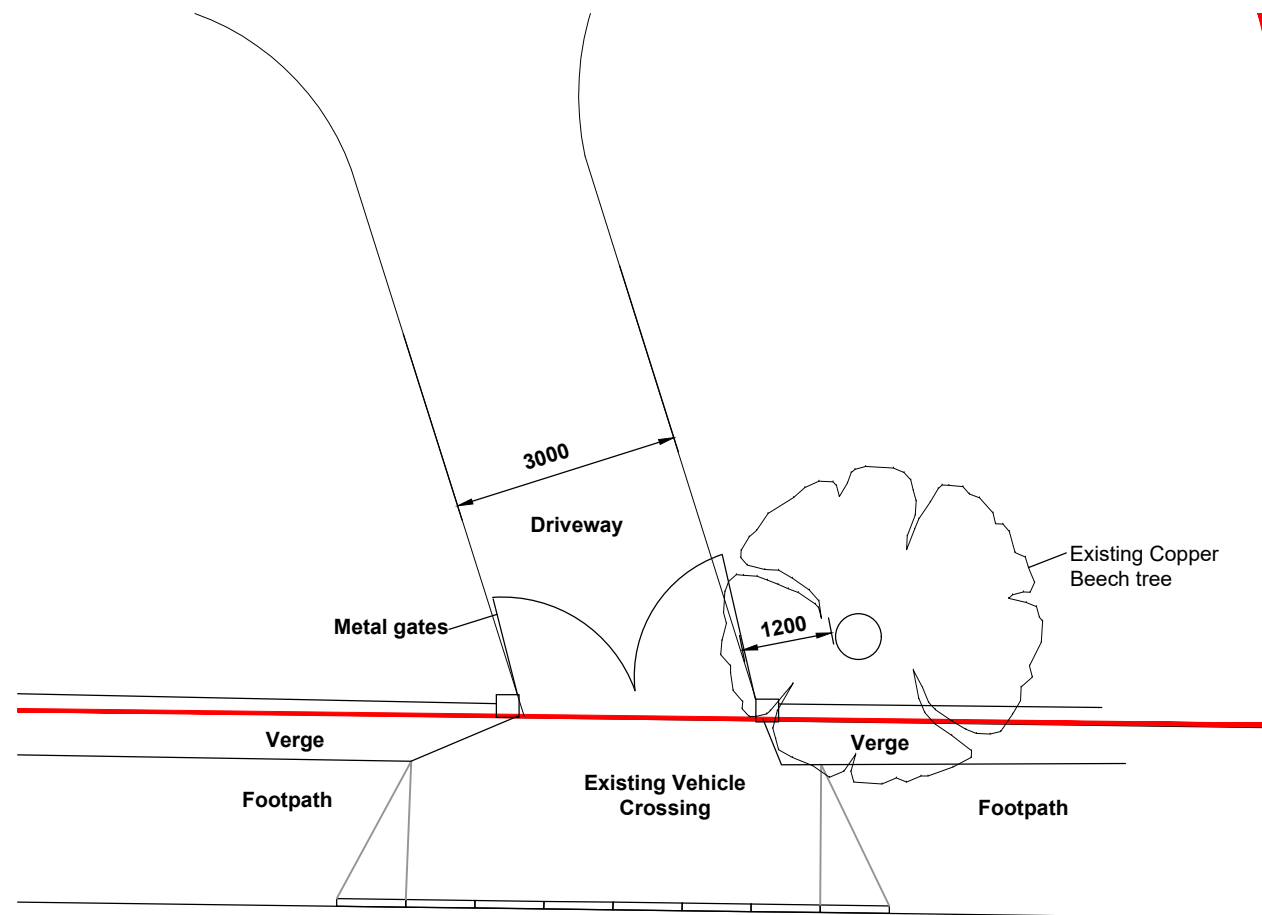 3000
Driveway
Existing Copper
Beech tree
Metal gates
1200
Verge
Verge
Existing Vehicle
Crossing
Footpath
Footpath